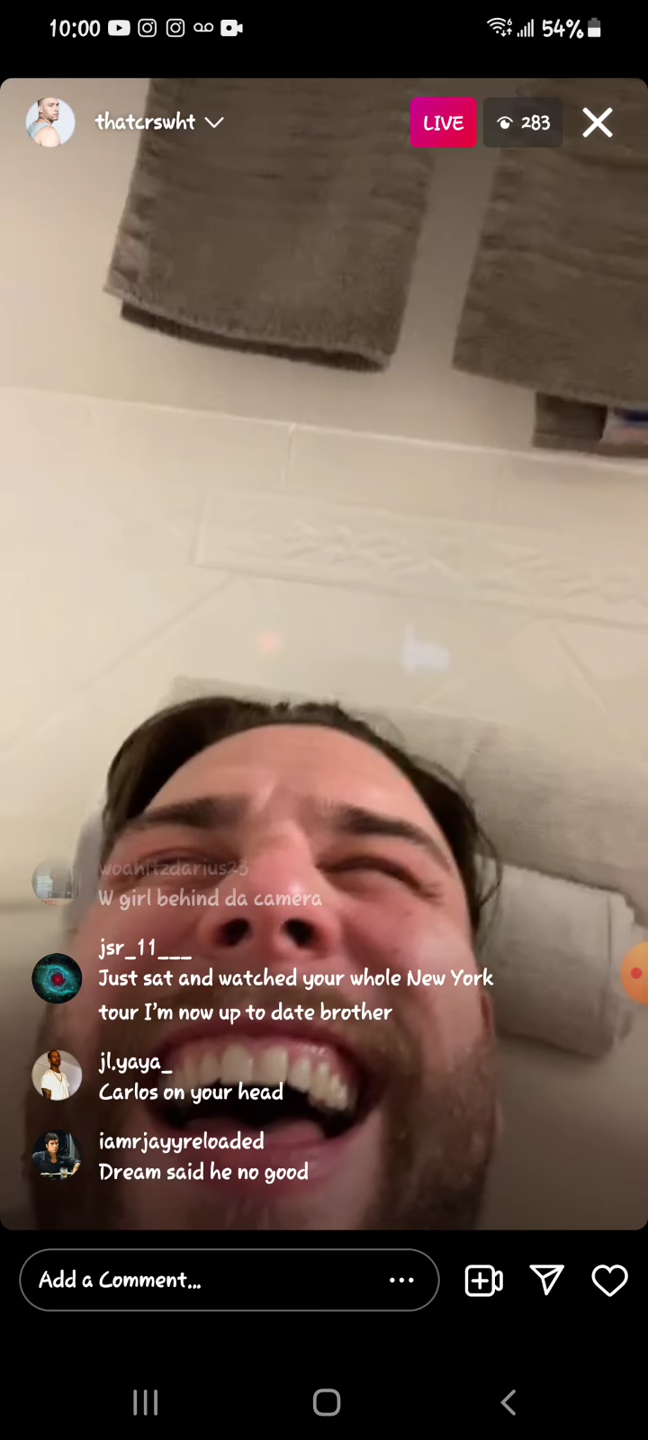 10:00
54%
thatcrswht
LIVE
283
woahitzdarius23
W girl behind da camera
jsr_11___
Just sat and watched your whole New York
tour I'm now up to date brother
jl.yaya_
Carlos on your head
iamrjayyreloaded
Dream said he no good
Add a Comment...